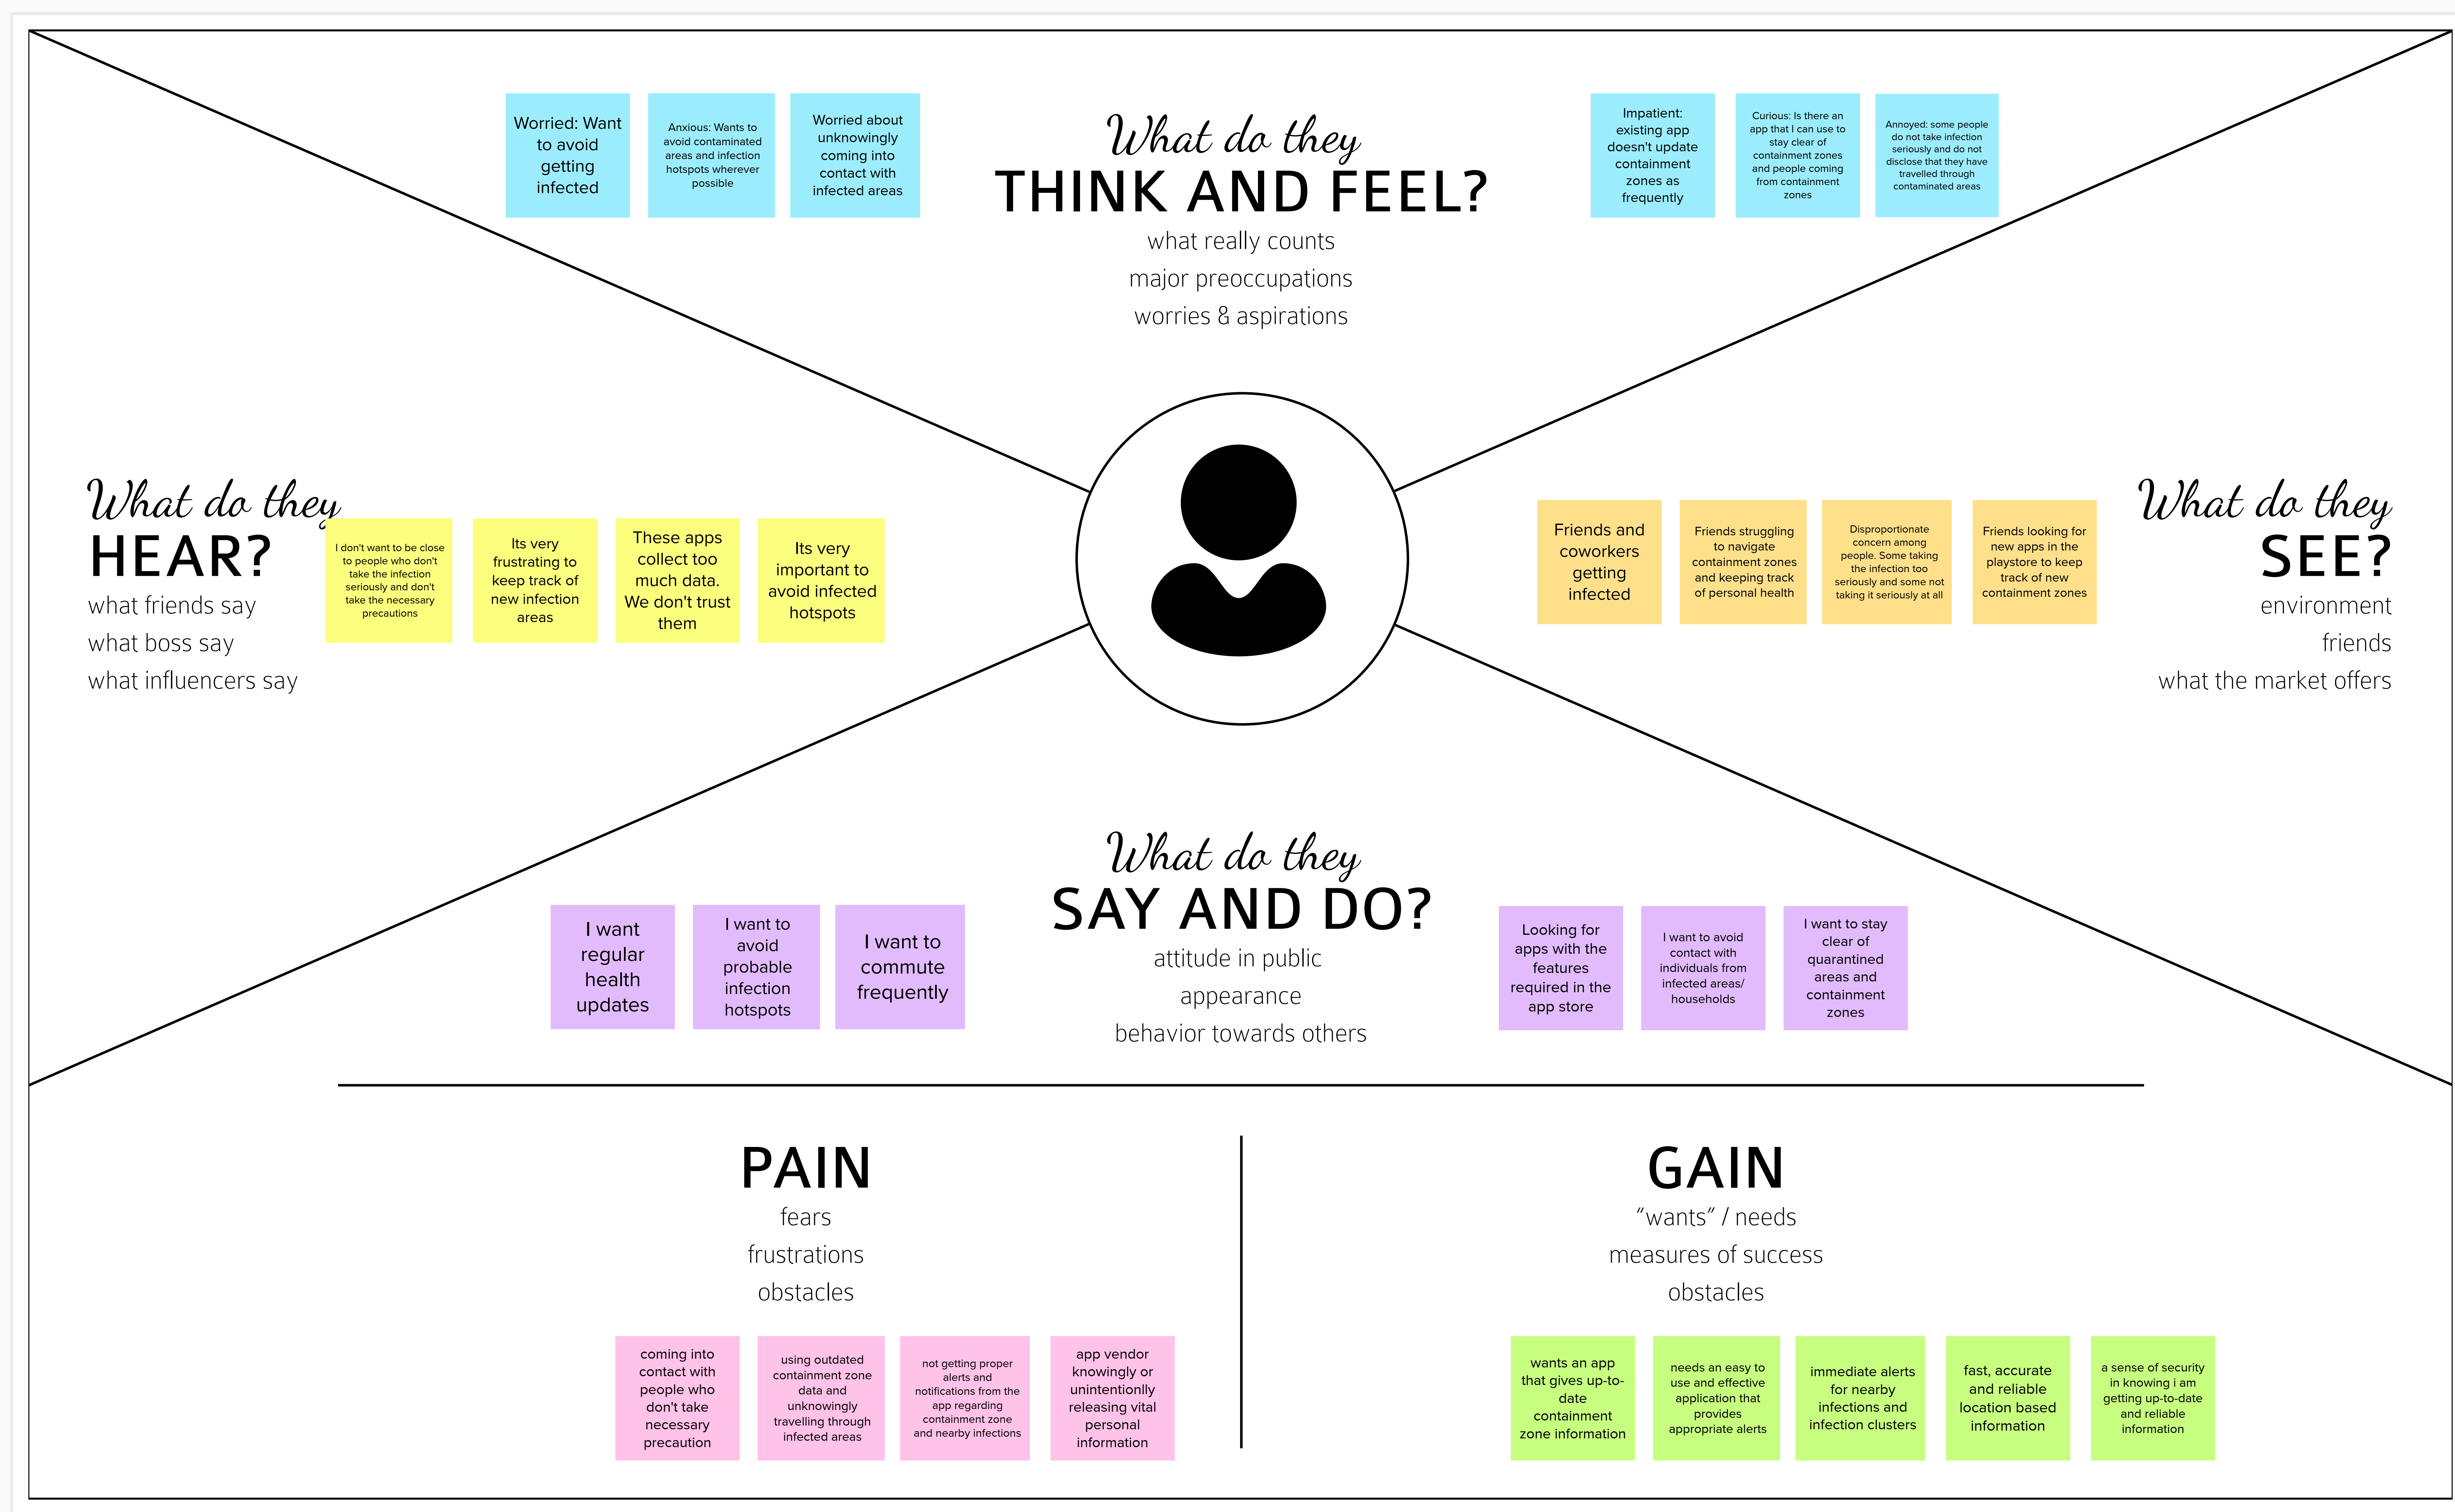 Worried: Want
to avoid
getting
infected
Anxious: Wants to
avoid contaminated
areas and infection
hotspots wherever
possible
Worried about
unknowingly
coming into
contact with
infected areas
What do they
THINK AND FEEL?
what really counts
major preoccupations
worries & aspirations
Impatient:
existing app
doesn't update
containment
zones as
frequently
Curious: Is there an
app that I can use to
stay clear of
containment zones
and people coming
from containment
zones
Annoyed: some people
do not take infection
seriously and do not
disclose that they have
travelled through
contaminated areas
What do they
HEAR?
what friends say
what boss say
what influencers say
I don't want to be close
to people who don't
take the infection
seriously and don't
take the necessary
precautions
Its very
frustrating to
keep track of
new infection
areas
These apps
collect too
much data.
We don't trust
them
Its very
important to
avoid infected
hotspots
Friends and
coworkers
getting
infected
Friends struggling
to navigate
containment zones
and keeping track
of personal health
Disproportionate
concern among
people. Some taking
the infection too
seriously and some not
taking it seriously at all
Friends looking for
new apps in the
playstore to keep
track of new
containment zones
What do they
SEE?
environment
friends
what the market offers
I want
regular
health
updates
I want to
avoid
probable
infection
hotspots
I want to
commute
frequently
What do they
SAY AND DO?
attitude in public
appearance
behavior towards others
Looking for
apps with the
features
required in the
app store
I want to avoid
contact with
individuals from
infected areas/
households
I want to stay
clear of
quarantined
areas and
containment
zones
PAIN
fears
frustrations
obstacles
coming into
contact with
people who
don't take
necessary
precaution
using outdated
containment zone
data and
unknowingly
travelling through
infected areas
not getting proper
alerts and
notifications from the
app regarding
containment zone
and nearby infections
app vendor
knowingly or
unintentionlly
releasing vital
personal
information
GAIN
“wants” / needs
measures of success
obstacles
wants an app
that gives up-to-
date
containment
zone information
needs an easy to
use and effective
application that
provides
appropriate alerts
immediate alerts
for nearby
infections and
infection clusters
fast, accurate
and reliable
location based
information
a sense of security
in knowing i am
getting up-to-date
and reliable
information